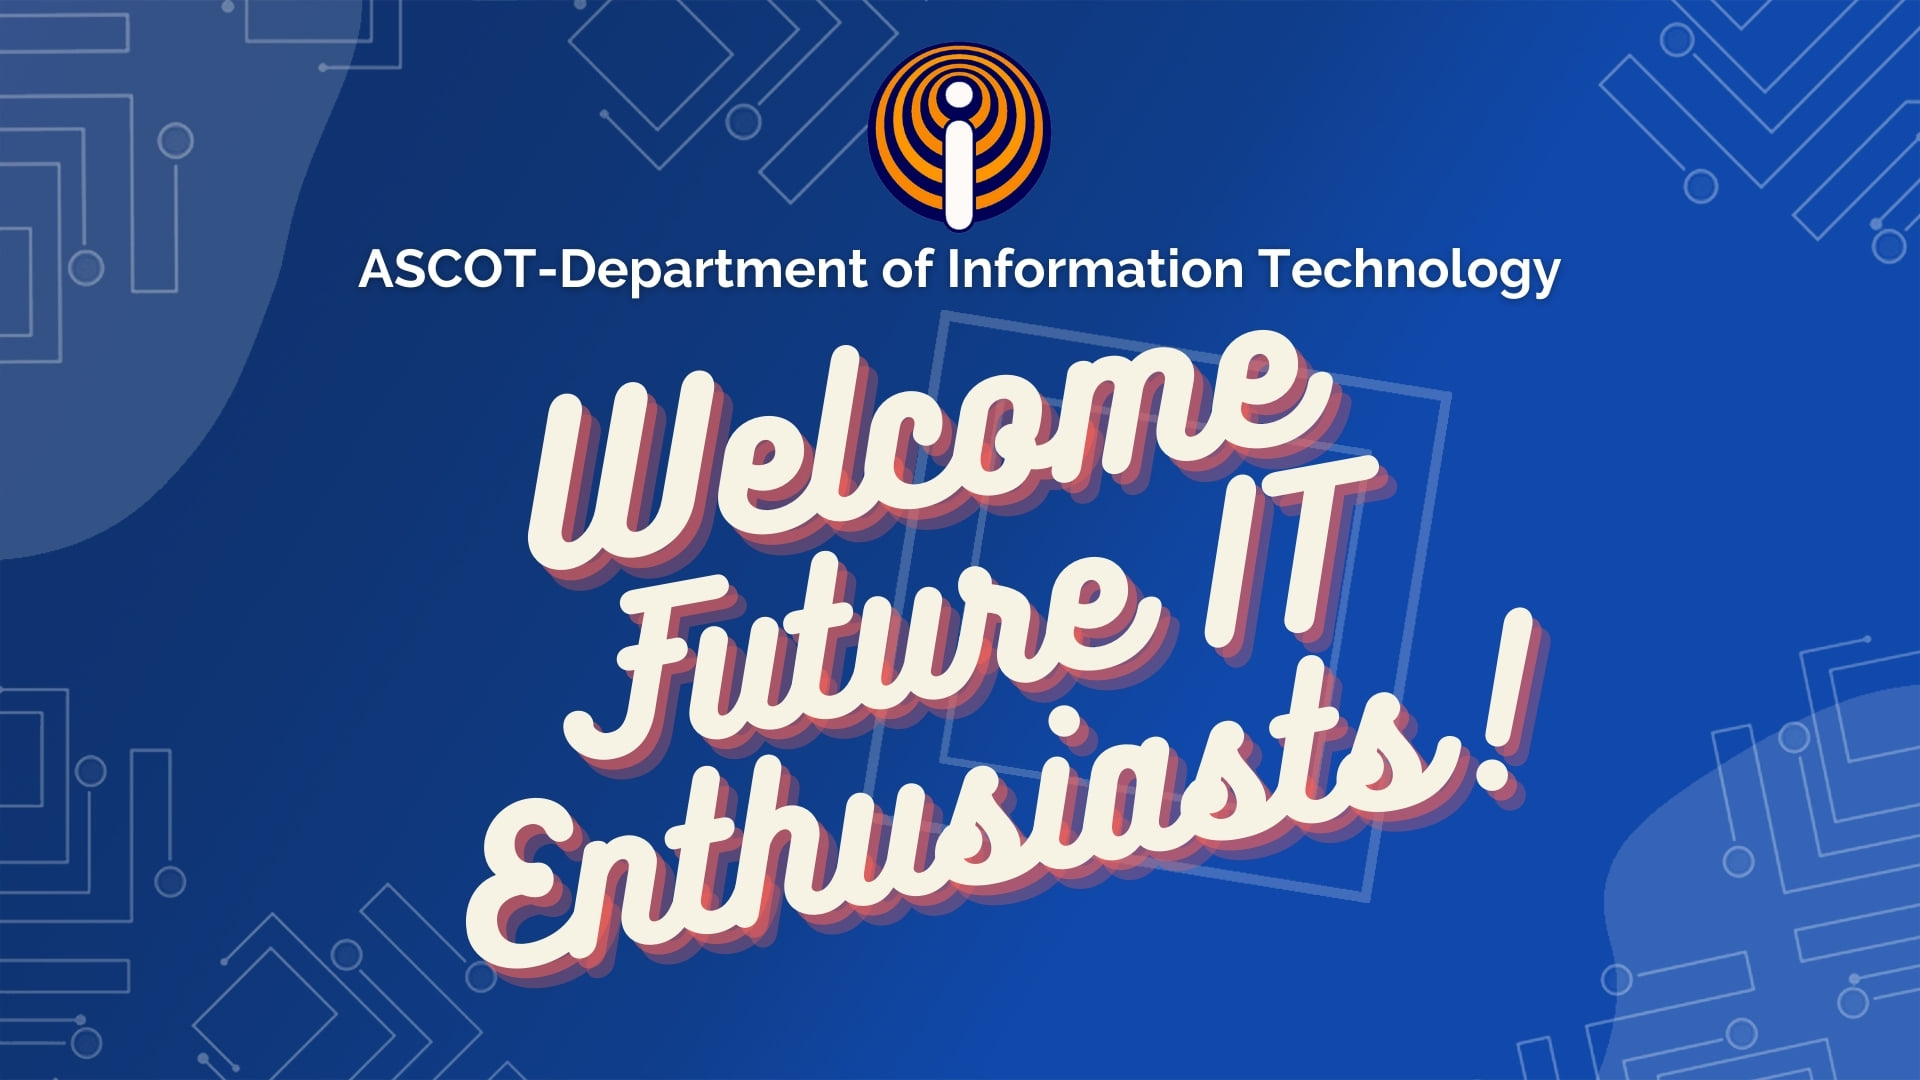 ASCOT-Department of Information Technology
Welcome
Future IT
Enthusiasts!